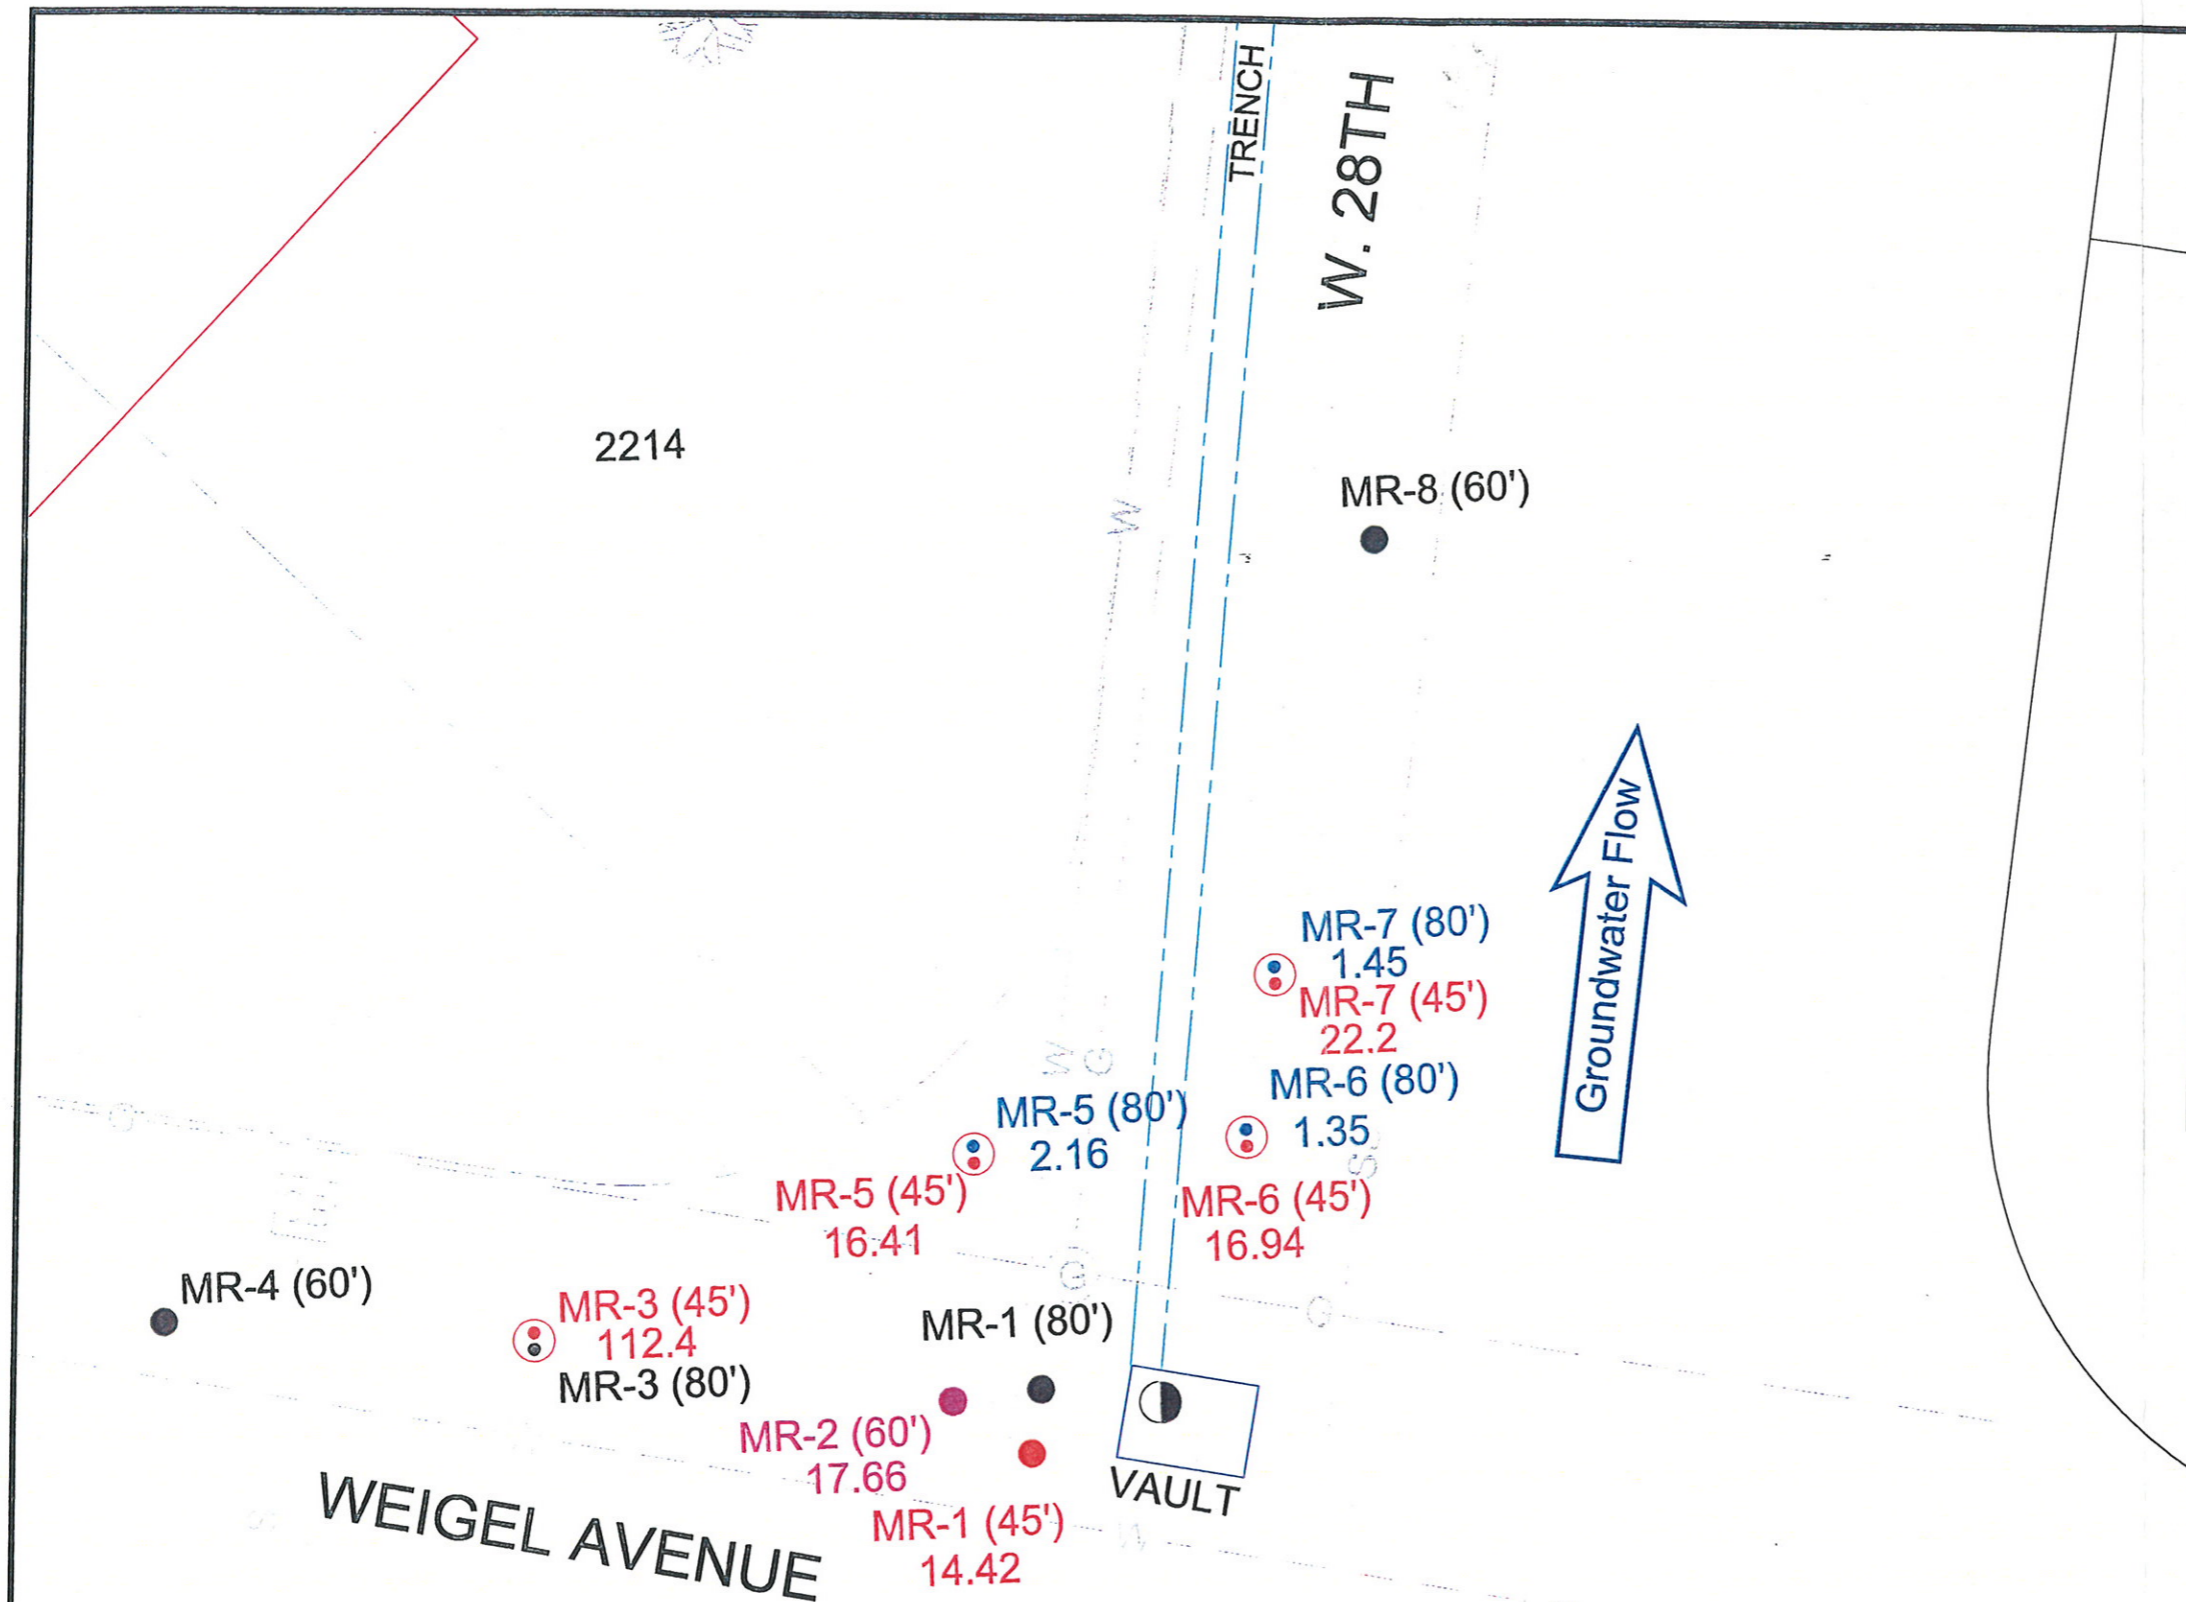 TRENCH
W. 28TH
2214
MR-8 (60')
W
Groundwater Flow
MR-7 (80')
1.45
MR-7 (45')
22.2
W
G
MR-6 (80')
1.35
MR-5 (80')
2.16
G
S
MR-5 (45')
16.41
MR-6 (45')
16.94
G
G
MR-4 (60')
MR-3 (45')
112.4
MR-3 (80')
MR-1 (80')
MR-2 (60')
17.66
VAULT
MR-1 (45')
14.42
WEIGEL AVENUE
S
W